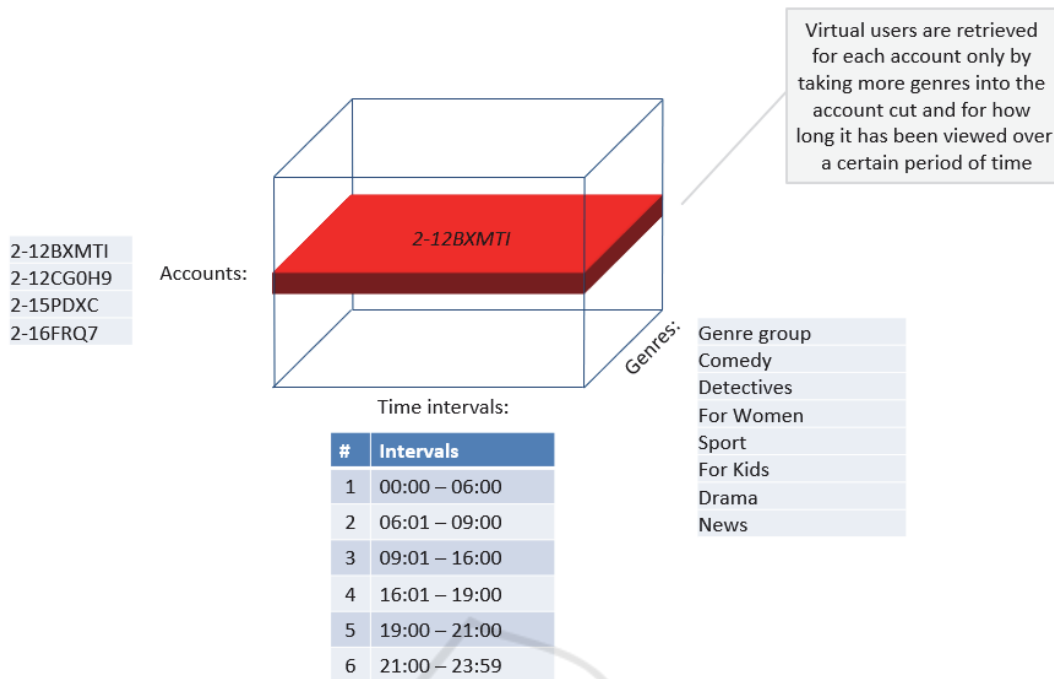 Virtual users are retrieved
for each account only by
taking more genres into the
account cut and for how
long it has been viewed over
a certain period of time
2-12BXMTI
2-12BXMTI
2-12CG0H9
2-15PDXC
2-16FRQ7
Accounts:
Genres:
Genre group
Comedy
Detectives
For Women
Sport
For Kids
Drama
News
Time intervals:
# Intervals
1 00:00 – 06:00
2 06:01 – 09:00
3 09:01 – 16:00
4 16:01 – 19:00
5 19:00 – 21:00
6 21:00 – 23:59